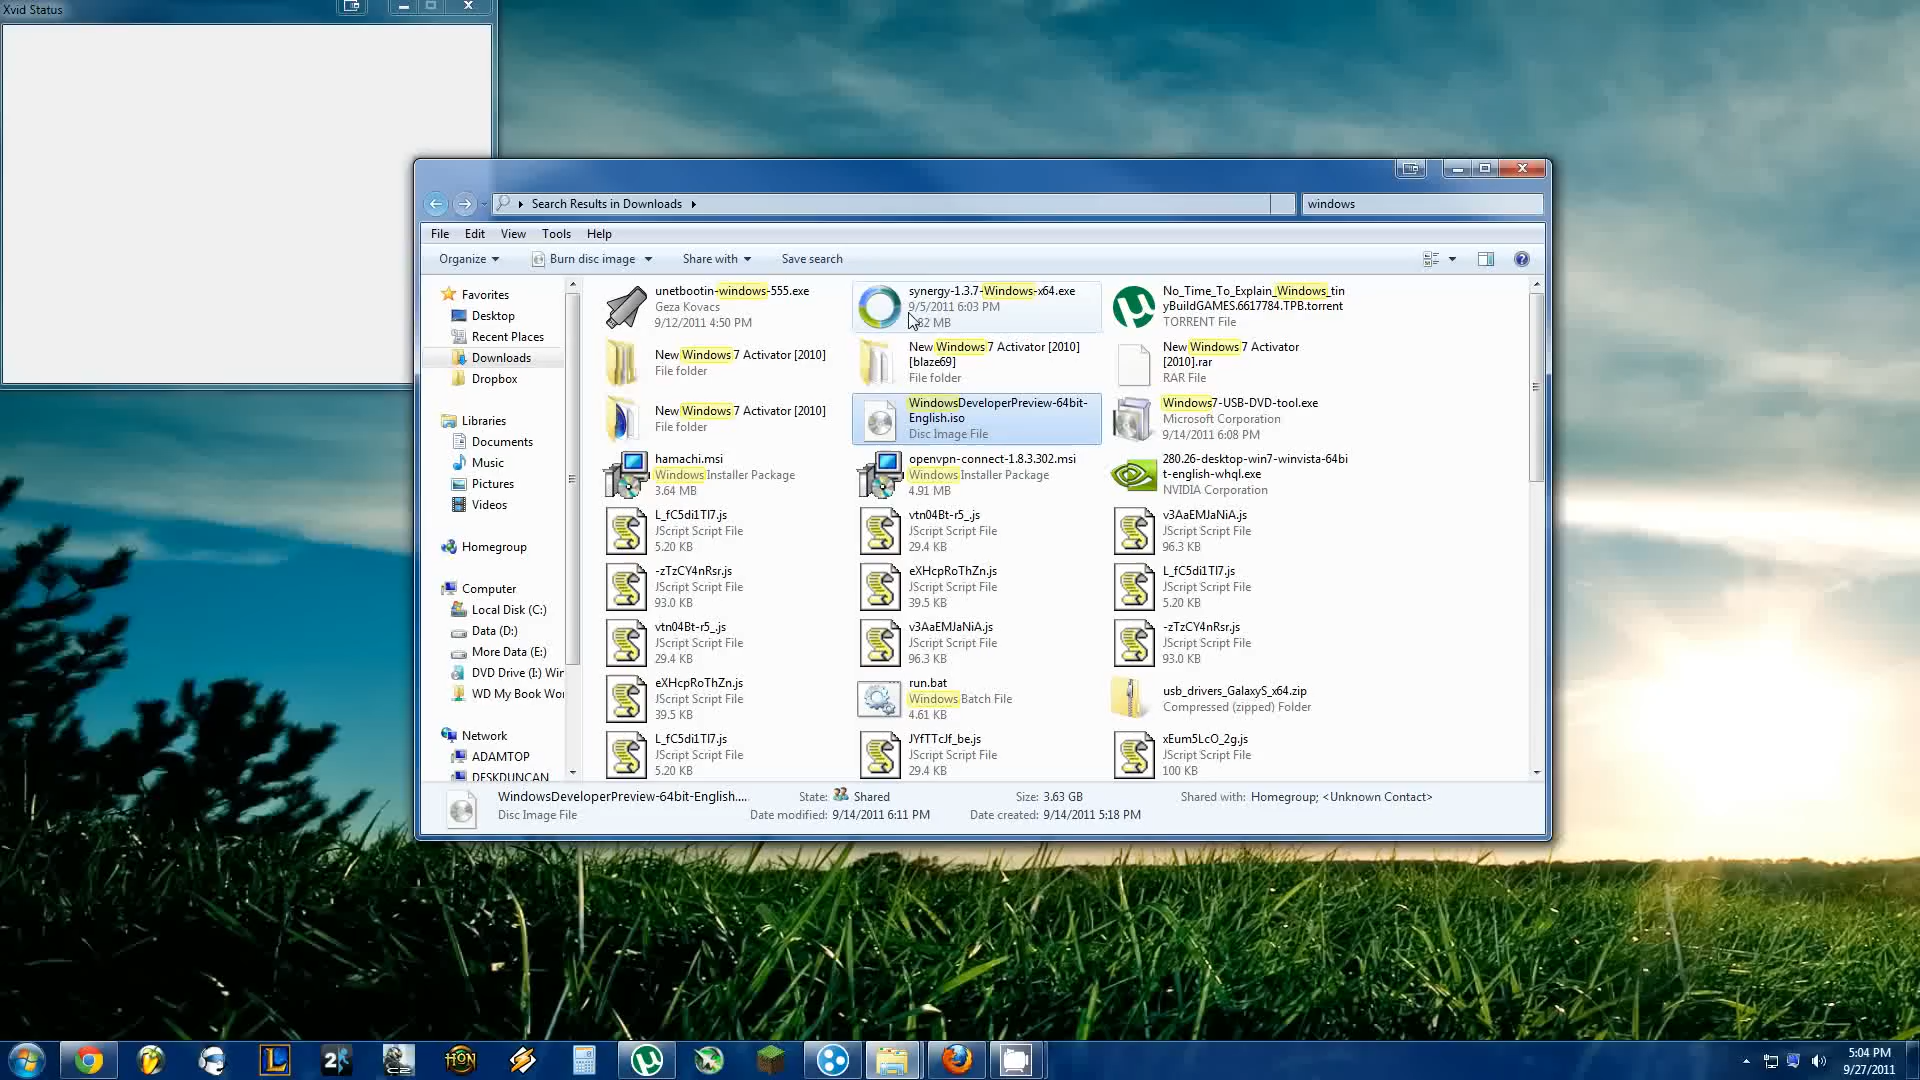 Xvid Status
Search Results in Downloads
windows
File Edit View Tools Help
Organize Burn disc image Share with Save search
Favorites
Desktop
Recent Places
Downloads
Dropbox
Libraries
Documents
Music
Pictures
Videos
Homegroup
Computer
Local Disk (C:)
Data (D:)
More Data (E:)
DVD Drive (I:) Win
WD My Book Wor
Network
ADAMTOP
DESKDUNCAN
unetbootin-windows-555.exe
Geza Kovacs
9/12/2011 4:50 PM
synergy-1.3.7-Windows-x64.exe
9/5/2011 6:03 PM
MB
No_Time_To_Explain_Windows_tin
yBuildGAMES.6617784.TPB.torrent
TORRENT File
New Windows 7 Activator [2010]
File folder
New Windows 7 Activator [2010]
[blaze69]
File folder
New Windows 7 Activator
[2010].rar
RAR File
New Windows 7 Activator [2010]
File folder
WindowsDeveloperPreview-64bit-
English.iso
Disc Image File
Windows7-USB-DVD-tool.exe
Microsoft Corporation
9/14/2011 6:08 PM
hamachi.msi
Windows Installer Package
3.64 MB
openvpn-connect-1.8.3.302.msi
Windows Installer Package
4.91 MB
280.26-desktop-win7-winvista-64bi
t-english-whql.exe
NVIDIA Corporation
L_fC5di1Tl7.js
JScript Script File
5.20 KB
vtn04Bt-r5_.js
JScript Script File
29.4 KB
v3AaEMJaNiA.js
JScript Script File
96.3 KB
-zTzCY4nRsr.js
JScript Script File
93.0 KB
eXHcpRoThZn.js
JScript Script File
39.5 KB
L_fC5di1Tl7.js
JScript Script File
5.20 KB
vtn04Bt-r5_.js
JScript Script File
29.4 KB
v3AaEMJaNiA.js
JScript Script File
96.3 KB
-zTzCY4nRsr.js
JScript Script File
93.0 KB
eXHcpRoThZn.js
JScript Script File
39.5 KB
run.bat
Windows Batch File
4.61 KB
usb_drivers_GalaxyS_x64.zip
Compressed (zipped) Folder
L_fC5di1Tl7.js
JScript Script File
5.20 KB
JYfTTcJf_be.js
JScript Script File
29.4 KB
xEum5LcO_2g.js
JScript Script File
100 KB
WindowsDeveloperPreview-64bit-English.... State: Shared Size: 3.63 GB Shared with: Homegroup; <Unknown Contact>
Disc Image File Date modified: 9/14/2011 6:11 PM Date created: 9/14/2011 5:18 PM
L 2K C2 HON
5:04 PM
9/27/2011